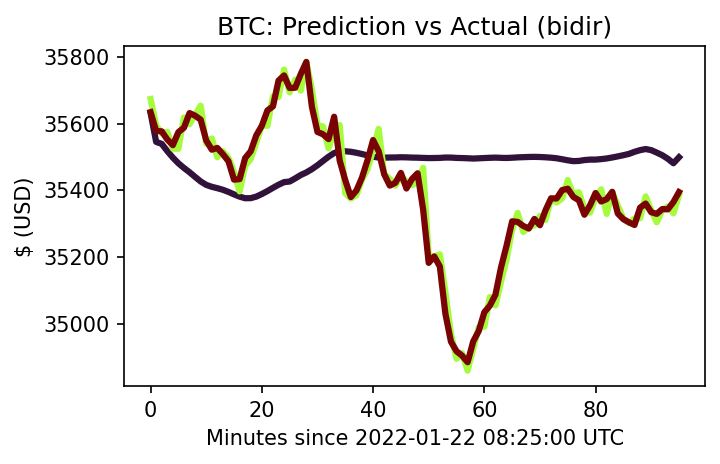 BTC: Prediction vs Actual (bidir)
$ (USD)
35800
35600
35400
35200
35000
0 20 40 60 80
Minutes since 2022-01-22 08:25:00 UTC